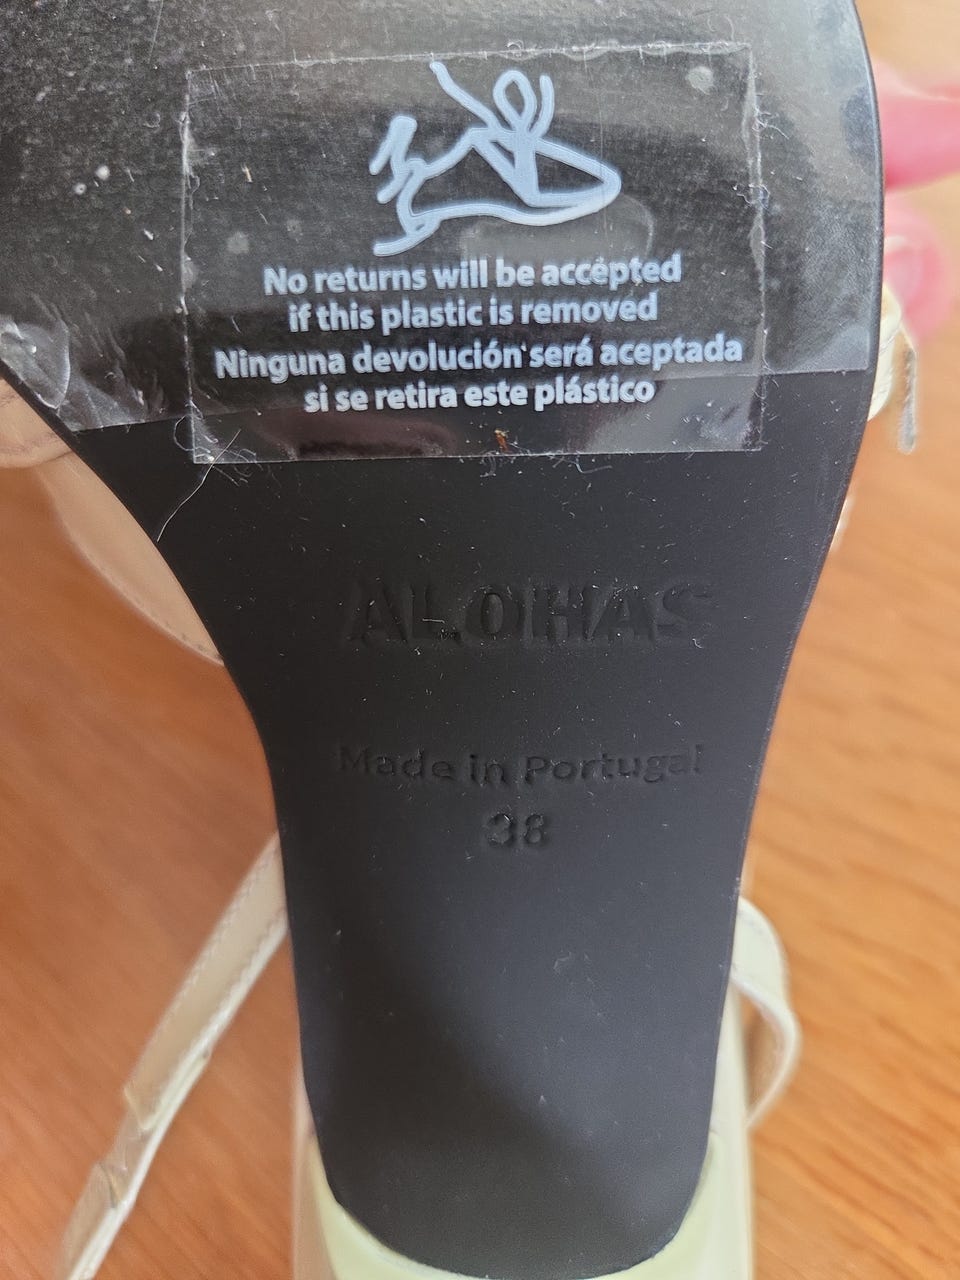 No returns will be accepted
if this plastic is removed
Ninguna devolución será aceptada
si se retira este plástico
ALOHAS
Made in Portugal
38